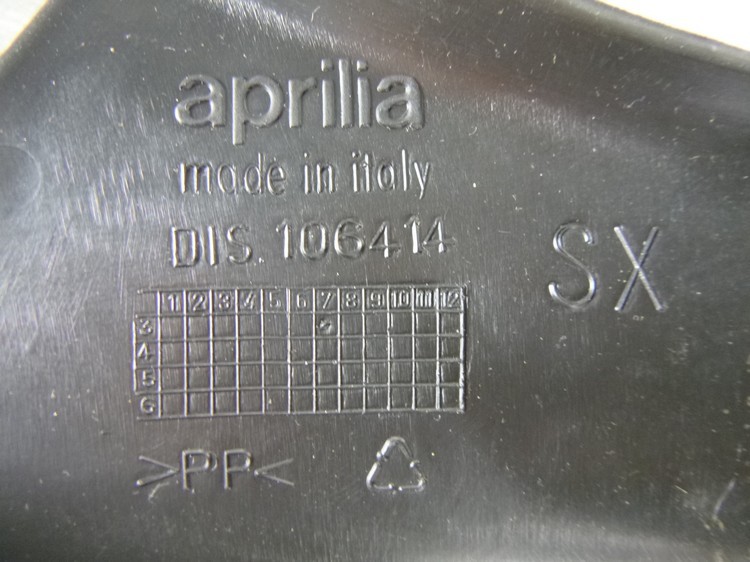 aprilia
made in italy
DIS. 106414
SX
1 2 3 4 5 6 7 8 9 10 11 12
3
4
5
6
>PP<